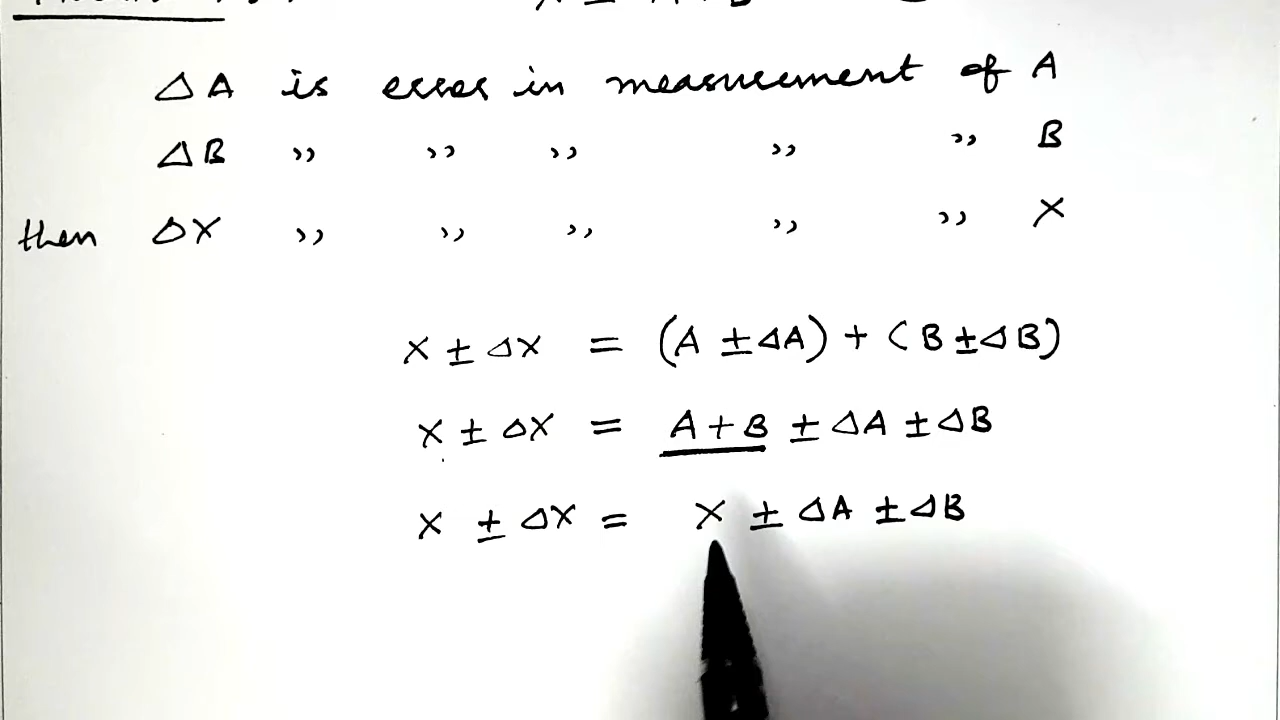 X = A + B
ΔA is error in measurement of A
ΔB ,, ,, ,, ,, ,, B
then ΔX ,, ,, ,, ,, ,, X
X ± ΔX = (A ± ΔA) + (B ± ΔB)
X ± ΔX = A + B ± ΔA ± ΔB
X ± ΔX = X ± ΔA ± ΔB